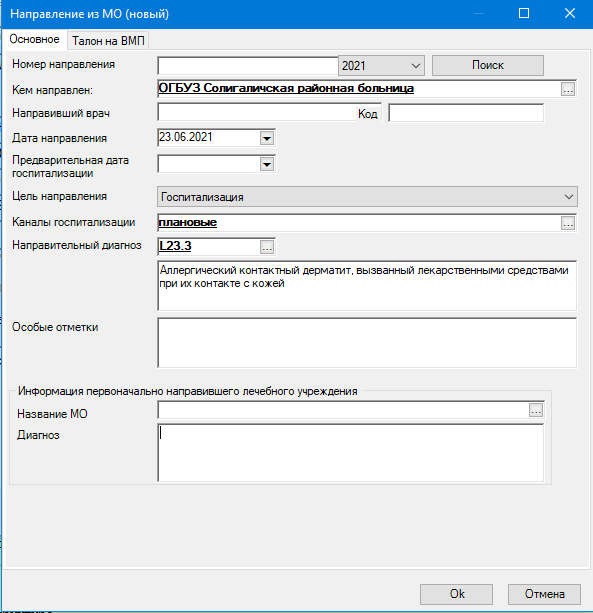 Направление из МО (новый)
Основное Талон на ВМП
Номер направления 2021 Поиск
Кем направлен: ОГБУЗ Солигаличская районная больница ...
Направивший врач Код
Дата направления 23.06.2021
Предварительная дата
госпитализации
Цель направления Госпитализация
Каналы госпитализации плановые ...
Направительный диагноз L23.3 ...
Аллергический контактный дерматит, вызванный лекарственными средствами
при их контакте с кожей
Особые отметки
Информация первоначально направившего лечебного учреждения
Название МО ...
Диагноз
Ok Отмена